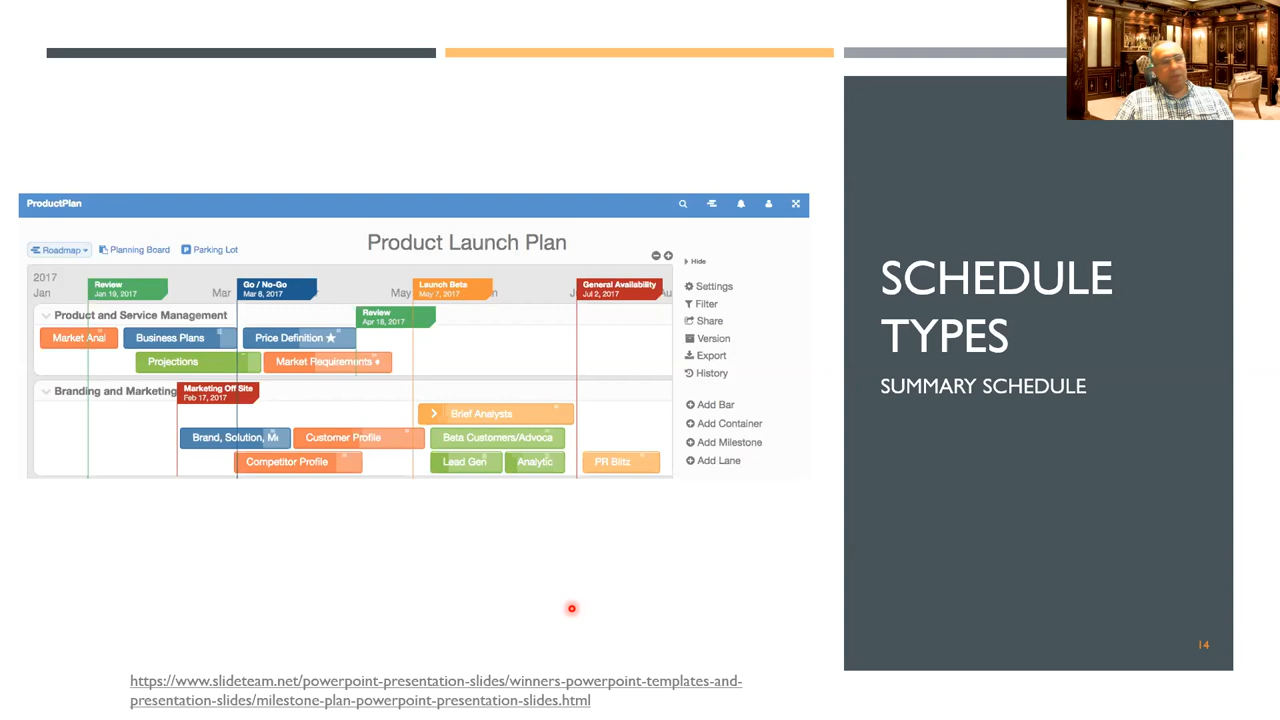 ProductPlan
Roadmap
Planning Board
Parking Lot
Product Launch Plan
Hide
2017
Jan
Mar
May
Review
Jan 19, 2017
Go / No-Go
Mar 8, 2017
Launch Beta
May 7, 2017
General Availability
Jul 2, 2017
Product and Service Management
Review
Apr 18, 2017
Market Anal
Business Plans
Price Definition ★
Projections
Market Requirements
Branding and Marketing
Marketing Off Site
Feb 17, 2017
Brief Analysts
Brand, Solution, Me
Customer Profile
Beta Customers/Advoca
Competitor Profile
Lead Gen
Analytic
PR Blitz
Settings
Filter
Share
Version
Export
History
Add Bar
Add Container
Add Milestone
Add Lane
SCHEDULE
TYPES
SUMMARY SCHEDULE
14
https://www.slideteam.net/powerpoint-presentation-slides/winners-powerpoint-templates-and-
presentation-slides/milestone-plan-powerpoint-presentation-slides.html